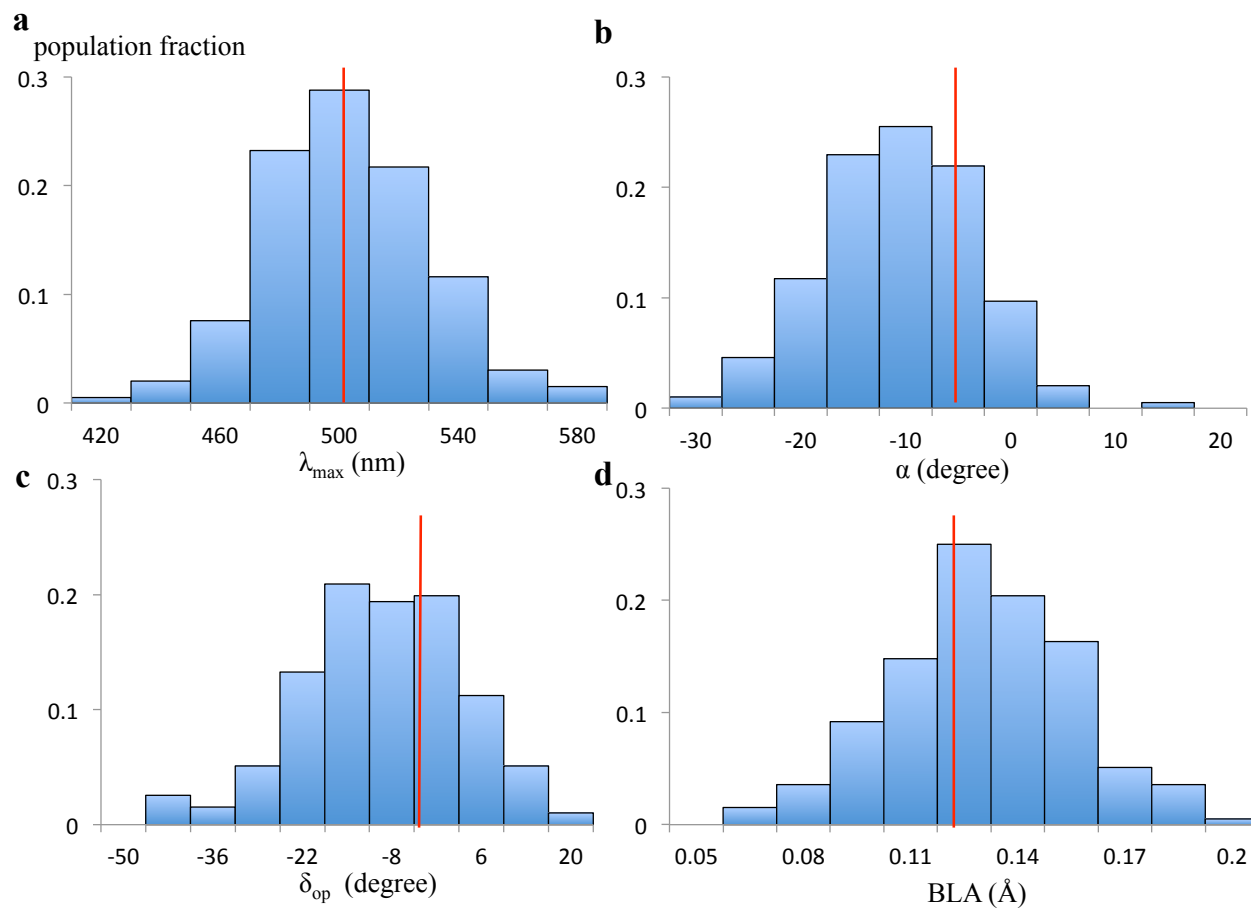 a
population fraction
0.3
0.2
0.1
0
420 460 500 540 580
λmax (nm)
b
0.3
0.2
0.1
0
-30 -20 -10 0 10 20
α (degree)
c
0.3
0.2
0.1
0
-50 -36 -22 -8 6 20
δop (degree)
d
0.3
0.2
0.1
0
0.05 0.08 0.11 0.14 0.17 0.2
BLA (Å)